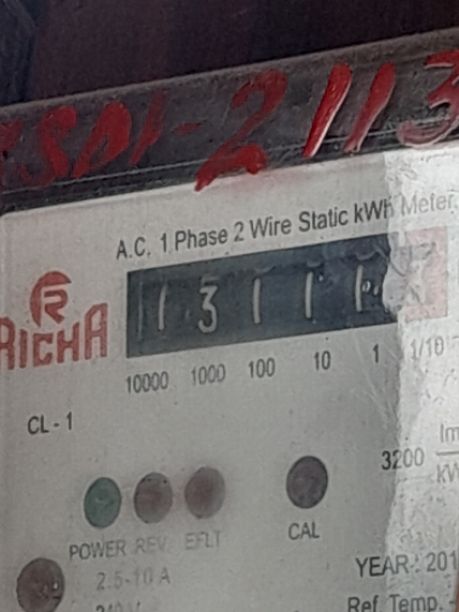 SDI-2113
A.C. 1 Phase 2 Wire Static kWh Meter
RICHA
1 3 1 1 1
10000 1000 100 10 1 1/10
CL - 1
3200
POWER REV. EFLT CAL
2.5-10 A
YEAR : 201
Ref. Temp. -